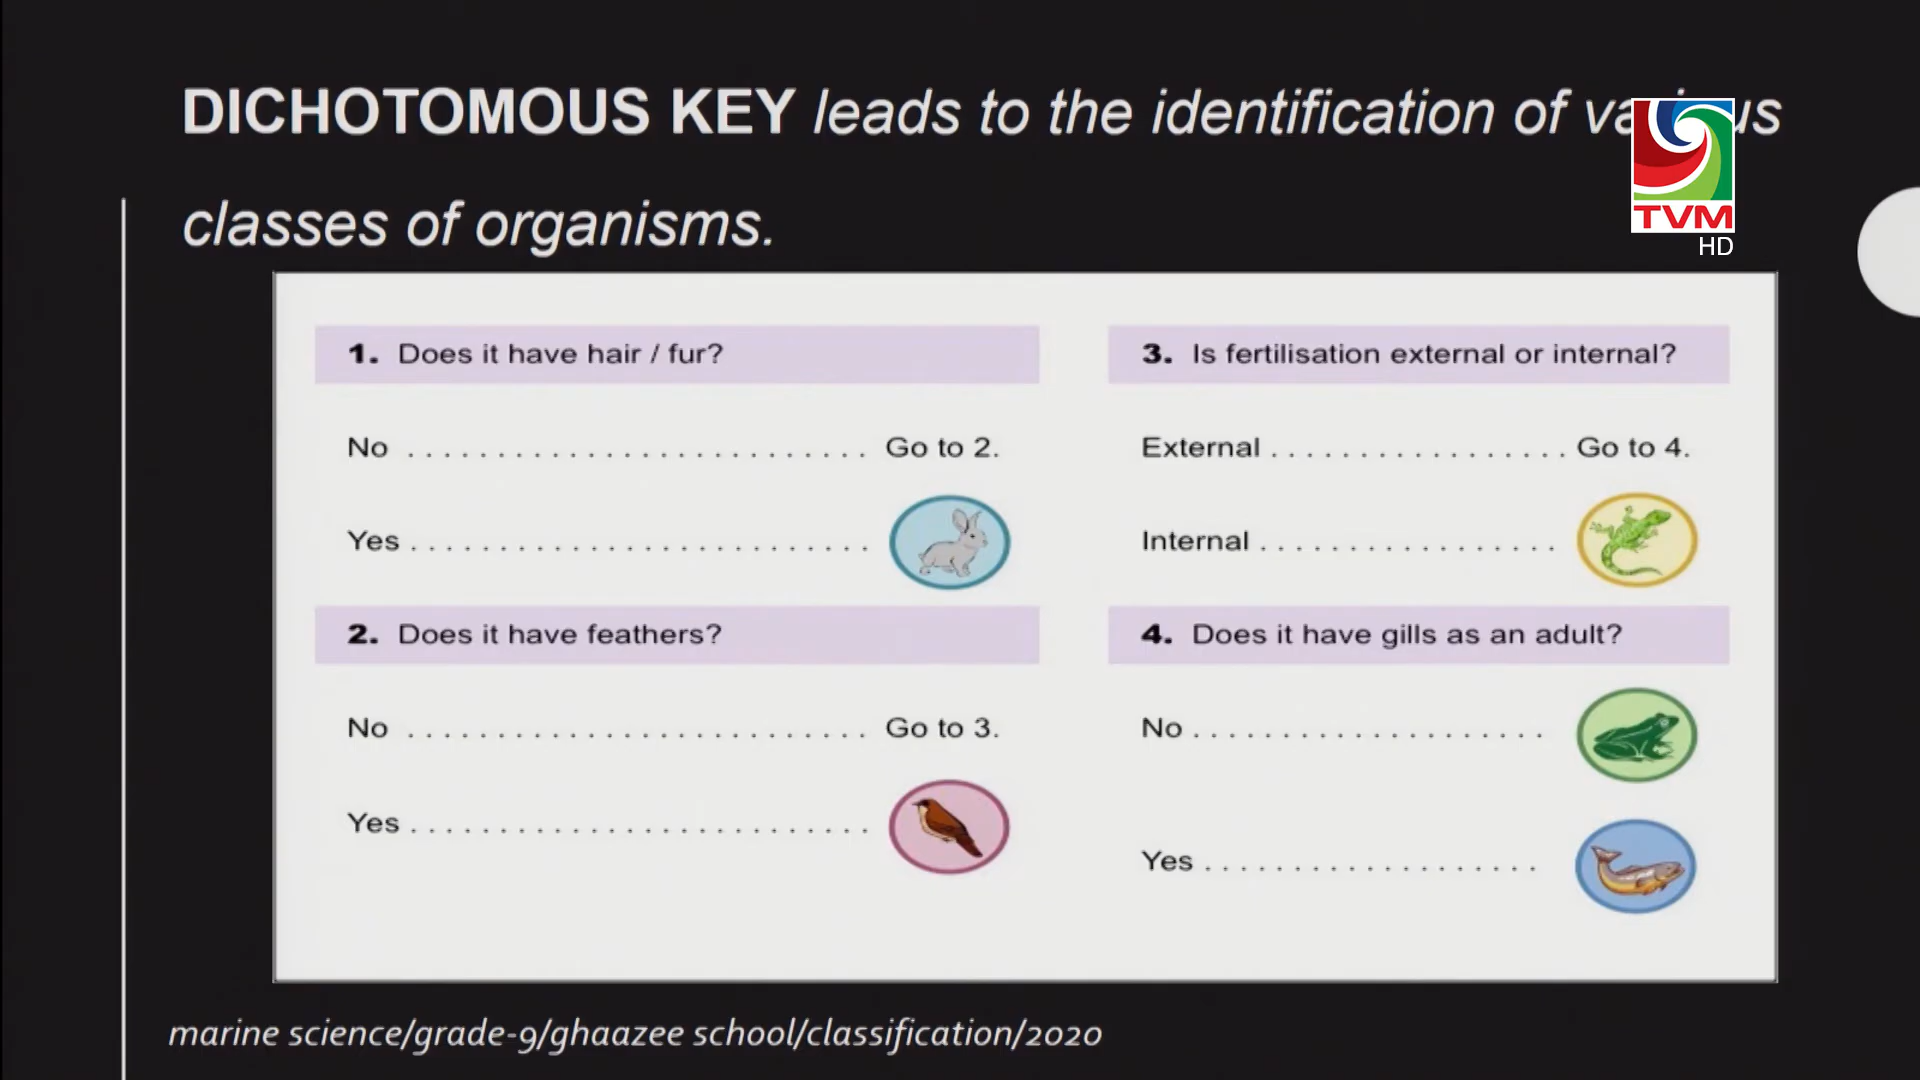 DICHOTOMOUS KEY leads to the identification of
classes of organisms.
TVM
HD
1. Does it have hair / fur?
No ......................... Go to 2.
Yes .........................
2. Does it have feathers?
No ......................... Go to 3.
Yes .........................
3. Is fertilisation external or internal?
External ................. Go to 4.
Internal .................
4. Does it have gills as an adult?
No ....................
Yes ...................
marine science/grade-9/ghaazee school/classification/2020